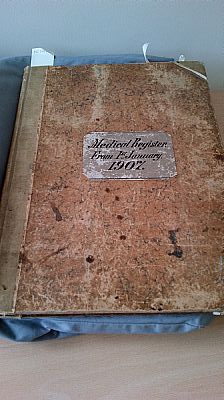 Medical Register.
From 1st January,
1907.